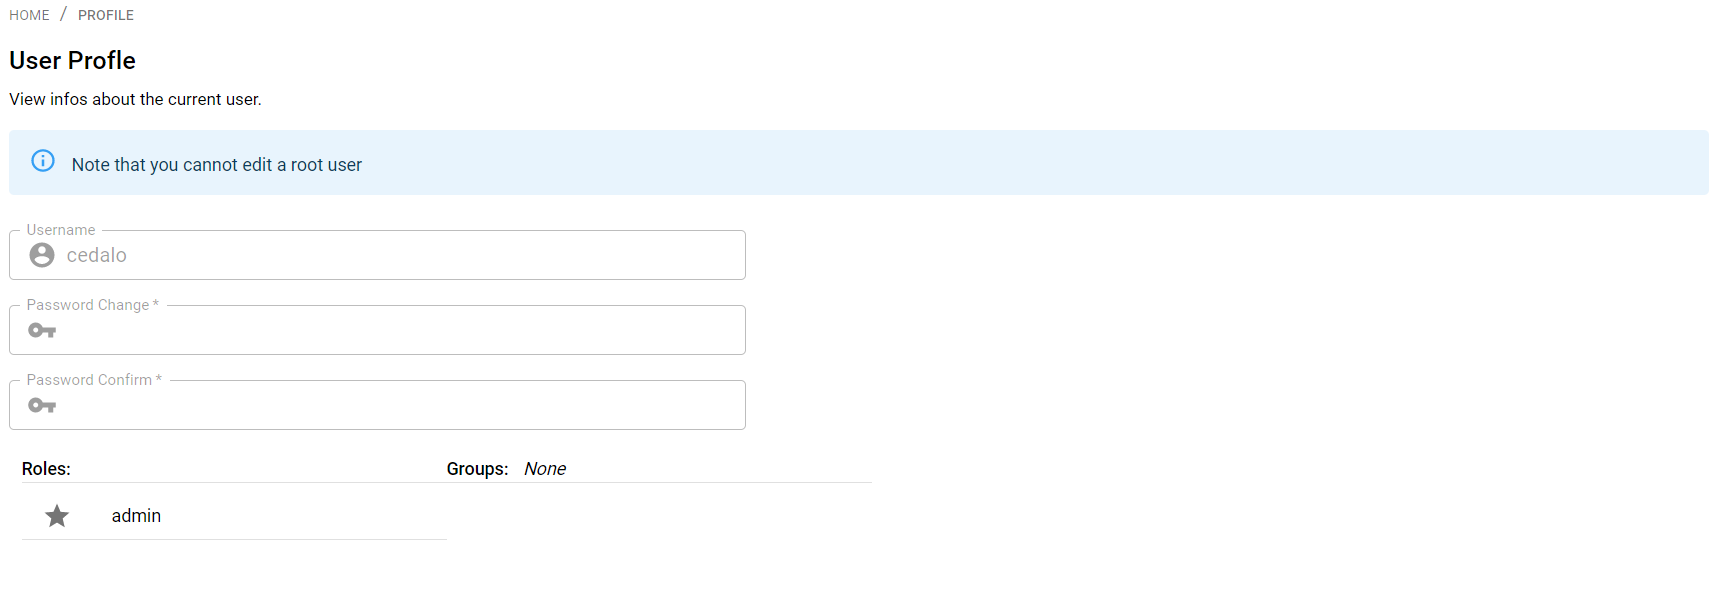 HOME / PROFILE
User Profle
View infos about the current user.
Note that you cannot edit a root user
Username
cedalo
Password Change *
Password Confirm *
Roles: Groups: None
admin